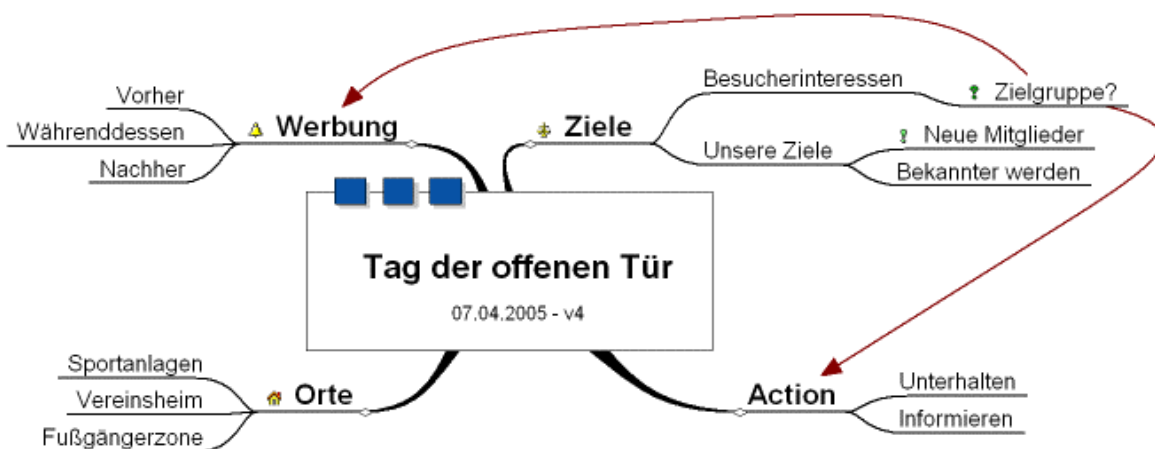 Tag der offenen Tür
07.04.2005 - v4
Werbung
Vorher
Währenddessen
Nachher
Ziele
Besucherinteressen
Zielgruppe?
Unsere Ziele
Neue Mitglieder
Bekannter werden
Orte
Sportanlagen
Vereinsheim
Fußgängerzone
Action
Unterhalten
Informieren